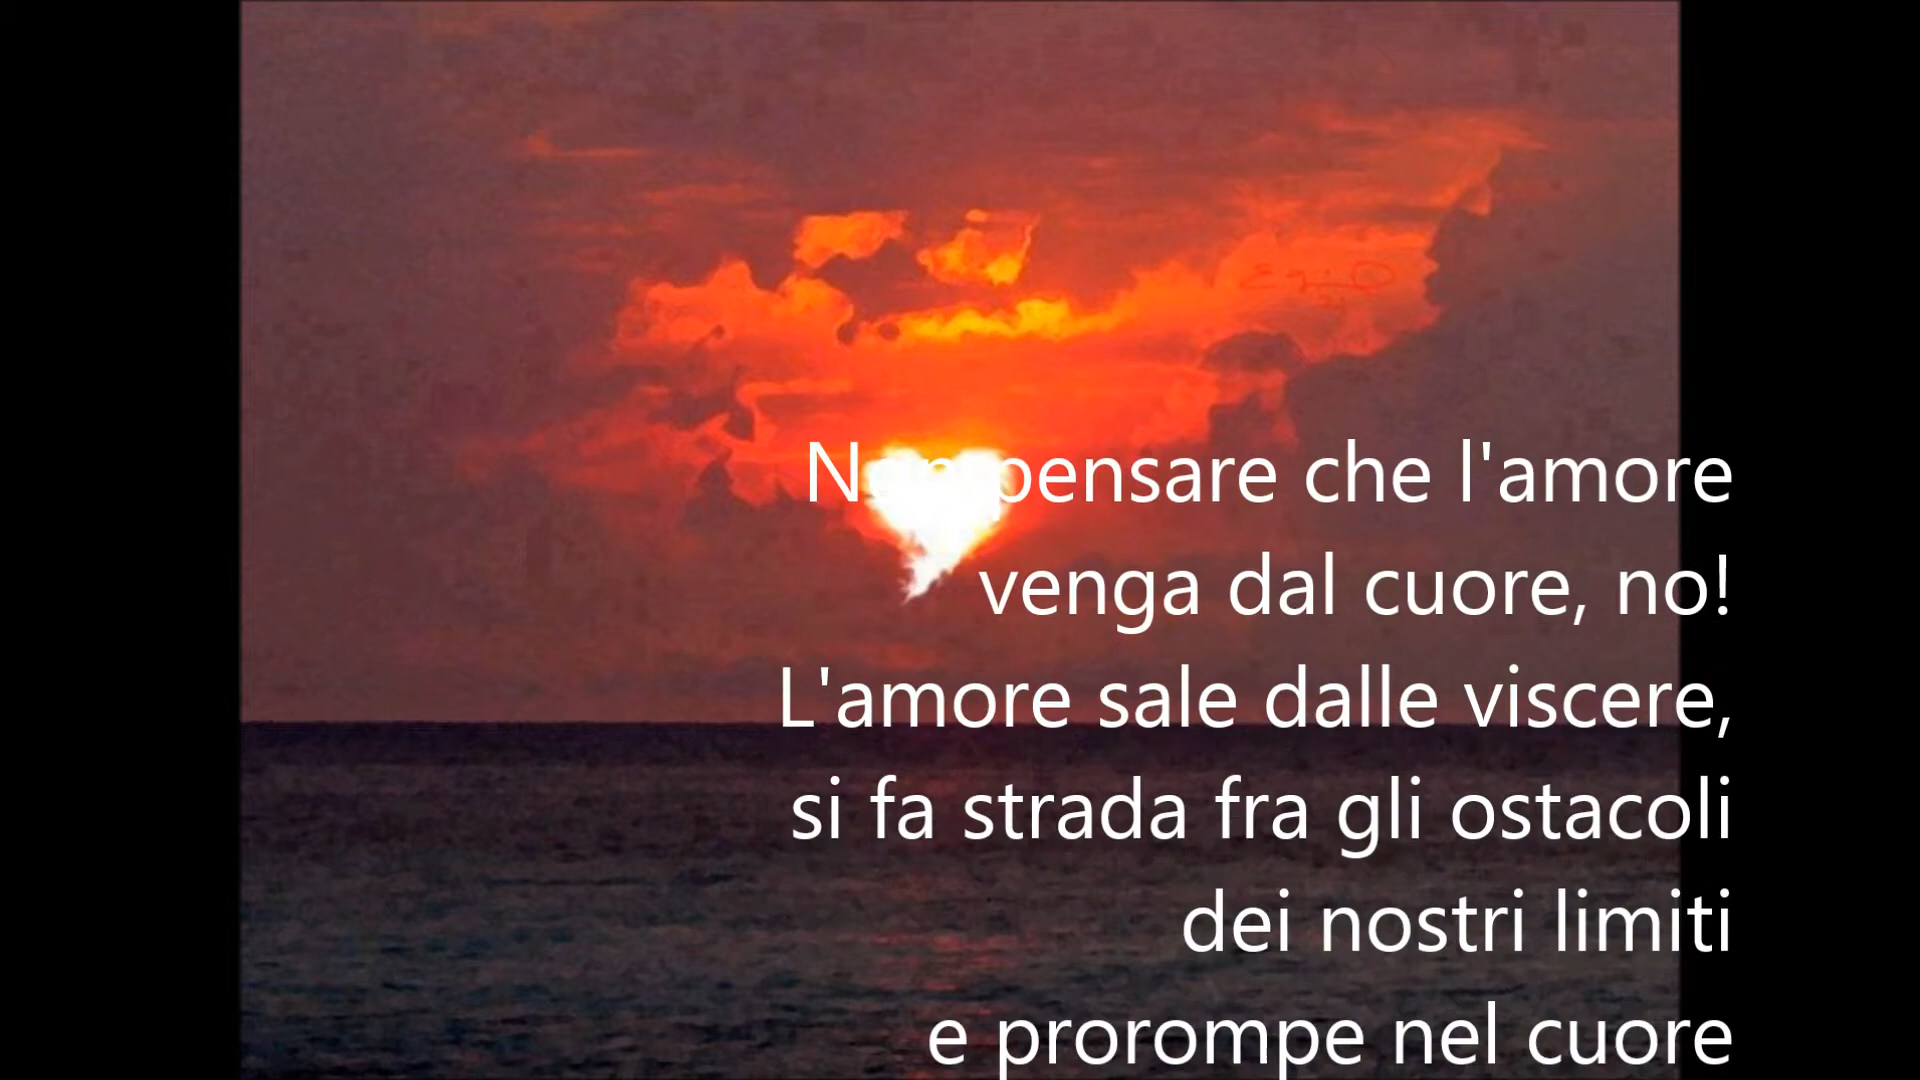 Non pensare che l'amore
venga dal cuore, no!
L'amore sale dalle viscere,
si fa strada fra gli ostacoli
dei nostri limiti
e prorompe nel cuore